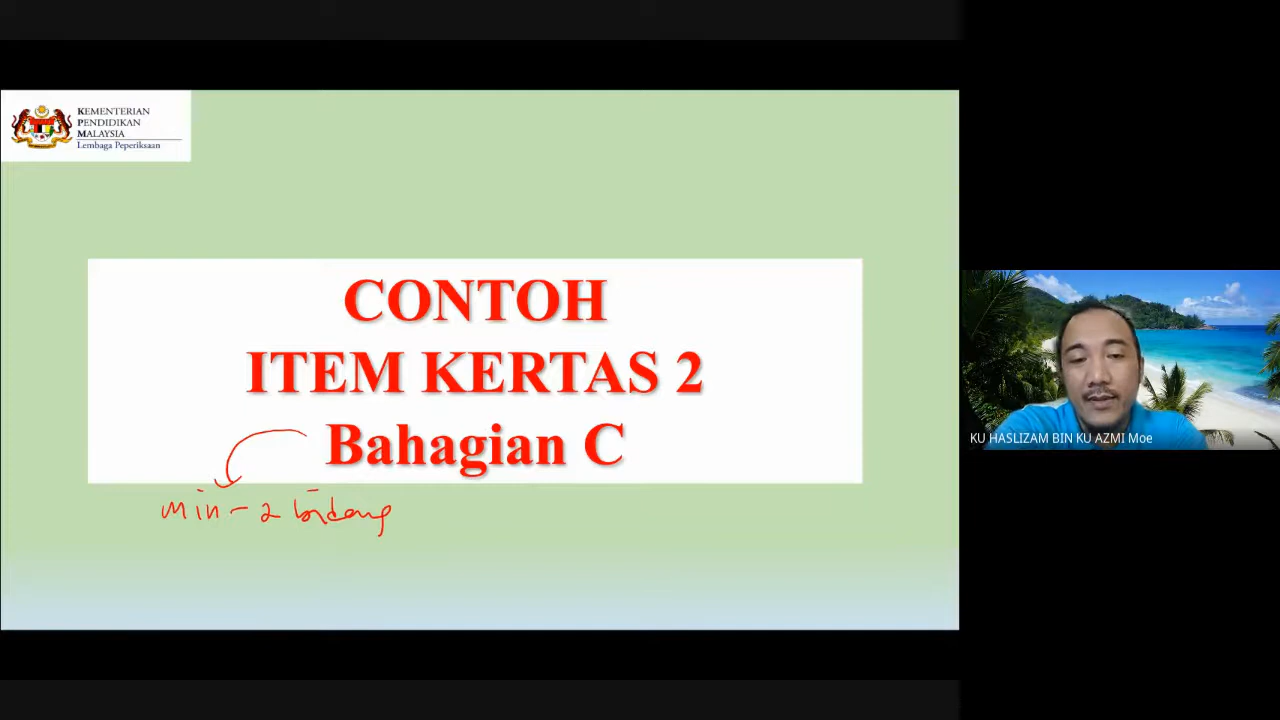 KEMENTERIAN
PENDIDIKAN
MALAYSIA
Lembaga Peperiksaan
CONTOH
ITEM KERTAS 2
Bahagian C
min - 2 bidang
KU HASLIZAM BIN KU AZMI Moe